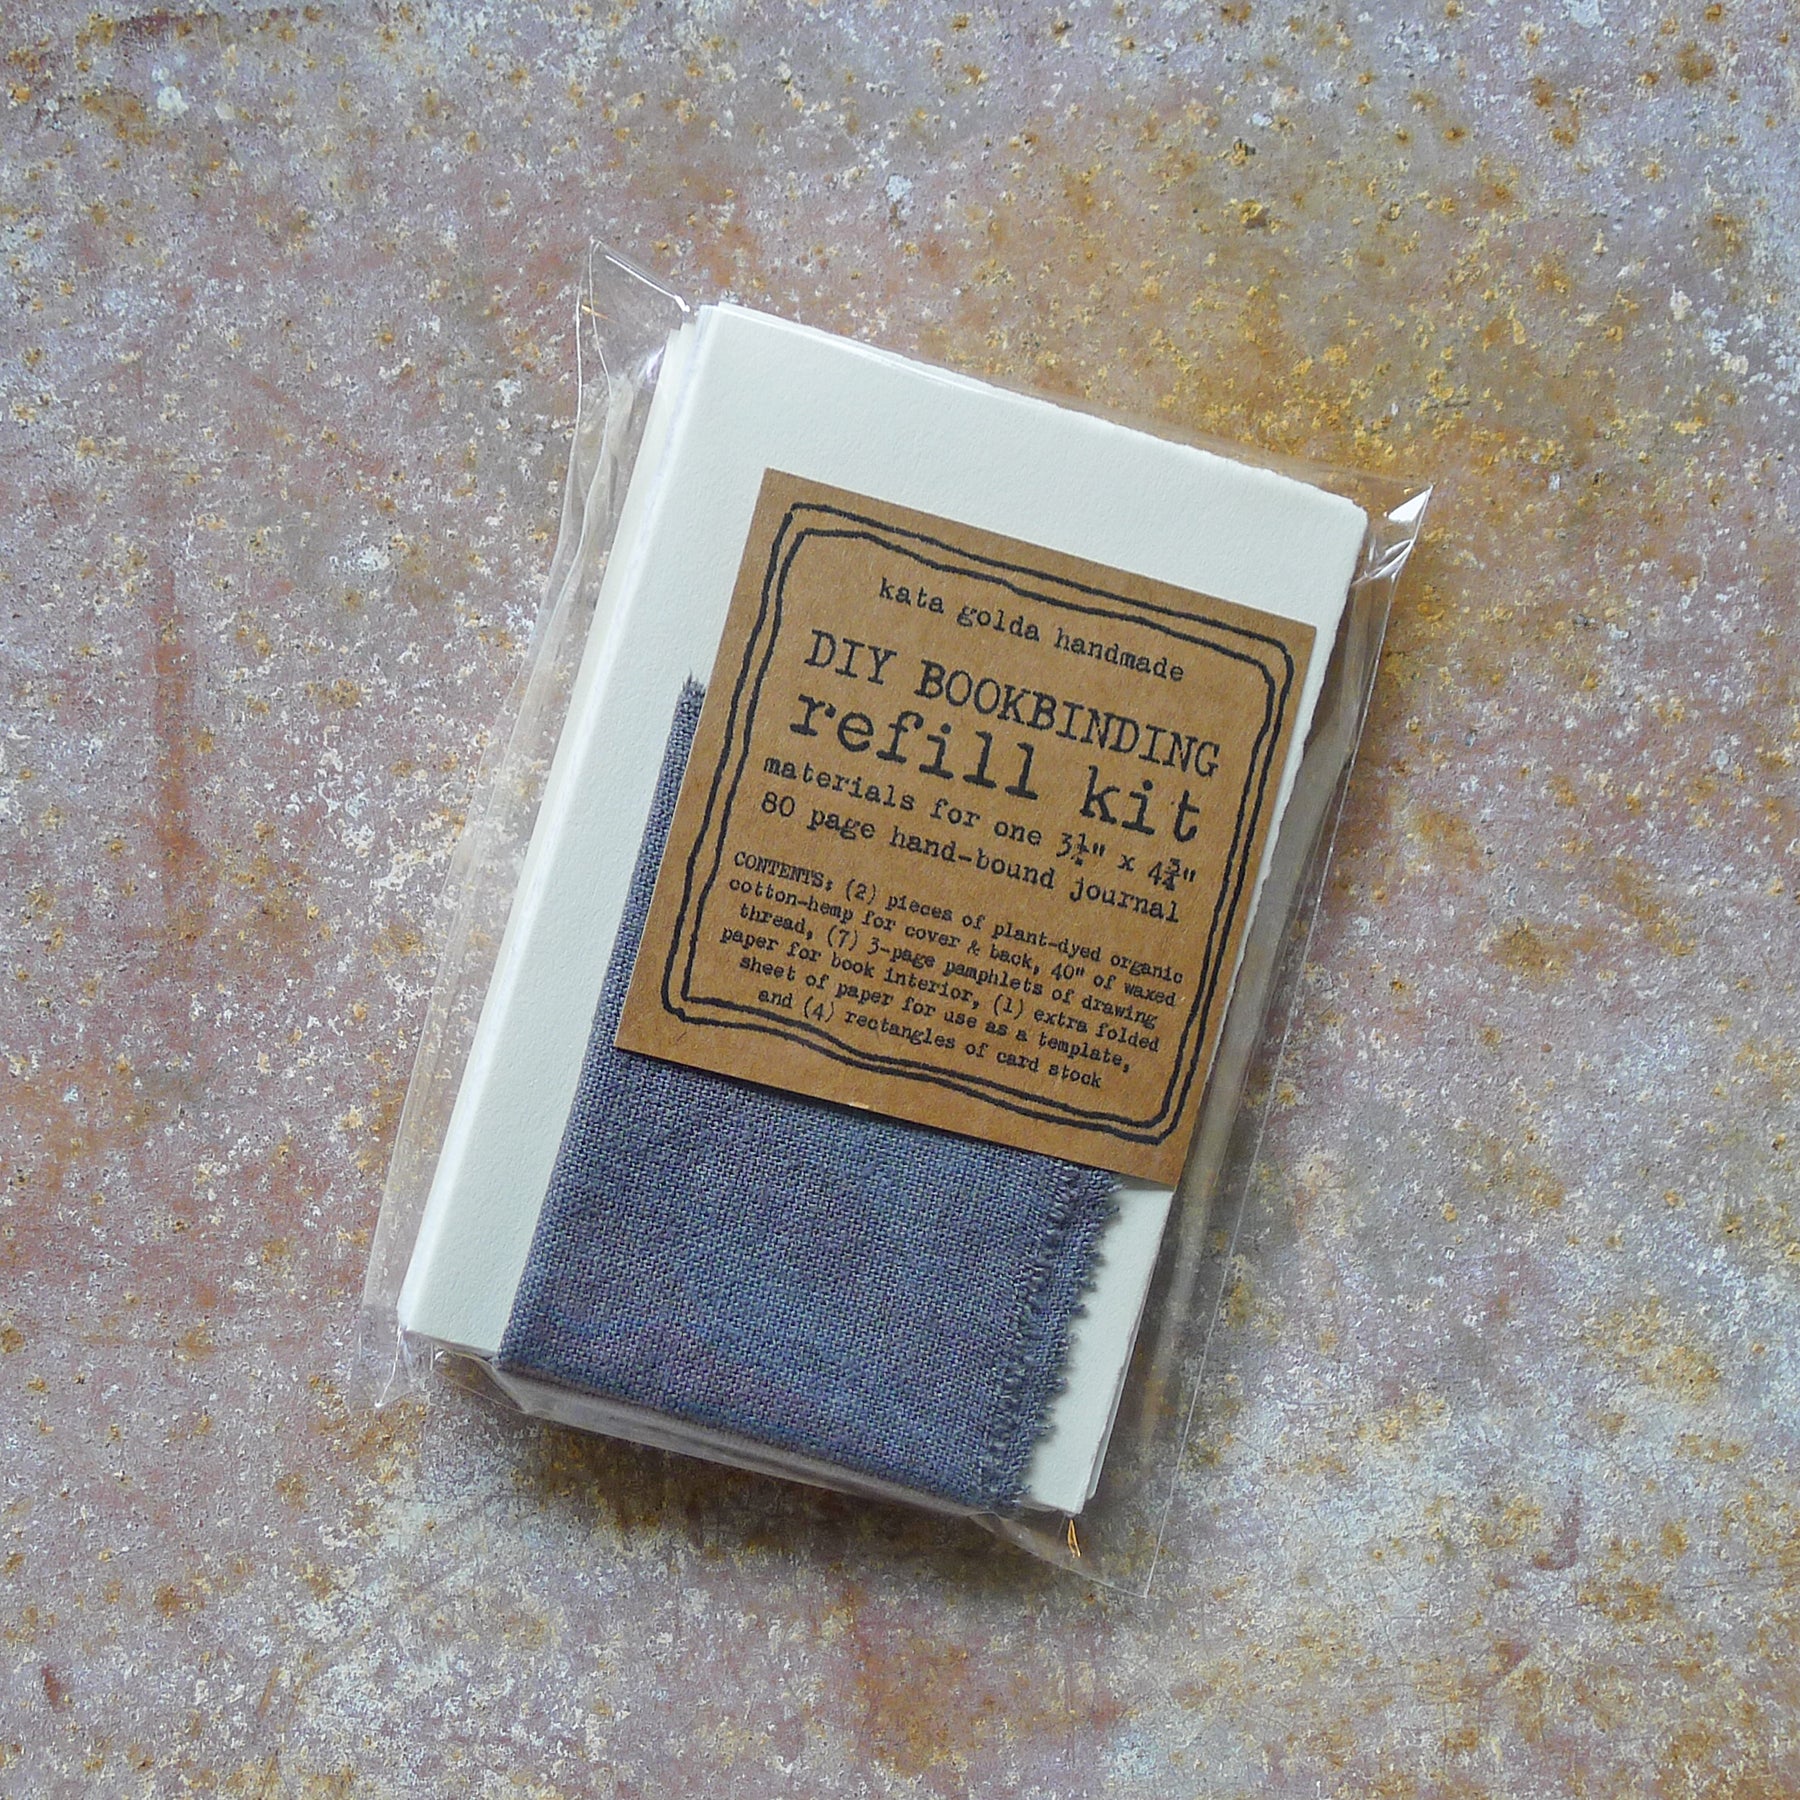 kata golda handmade
DIY BOOKBINDING
refill kit
materials for one 3½" x 4¾"
80 page hand-bound journal
CONTENTS: (2) pieces of plant-dyed organic
cotton-hemp for cover & back, 40" of waxed
thread, (7) 3-page pamphlets of drawing
paper for book interior, (1) extra folded
sheet of paper for use as a template,
and (4) rectangles of card stock